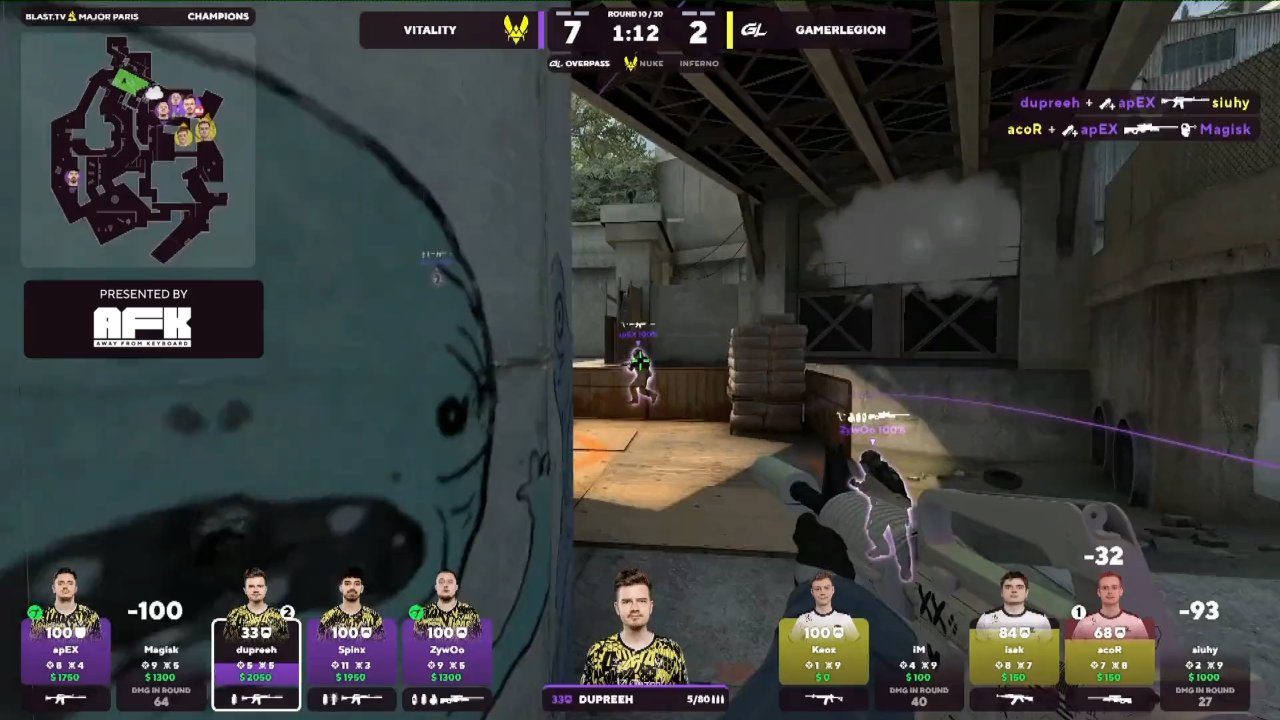 BLAST.TV MAJOR PARIS CHAMPIONS
VITALITY
7
ROUND 10 / 30
1:12
2
GL
GAMERLEGION
GL OVERPASS NUKE INFERNO
dupreeh + apEX siuhy
acoR + apEX Magisk
PRESENTED BY
AFK
AWAY FROM KEYBOARD
apEX 100%
ZywOo 100%
-32
-100
-93
2
1
100
33
100
100
100
84
68
apEX
Magisk
dupreeh
Spinx
ZywOo
Keoz
iM
isak
acoR
siuhy
8 4
9 5
5 5
11 3
9 5
1 9
4 9
8 7
7 8
2 9
$1750
$1300
$2050
$1950
$1300
$0
$100
$150
$150
$1000
DMG IN ROUND
64
33 DUPREEH 5/80
DMG IN ROUND
40
DMG IN ROUND
27